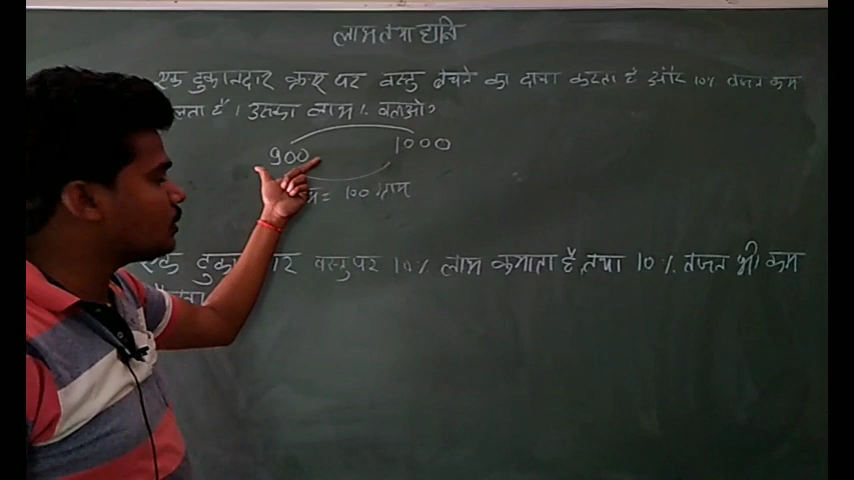 लाभ तथा हानि
एक दुकानदार क्रय पर वस्तु बेचने का दावा करता है और 10% वजन कम
लता है। उसका लाभ % बताओ?
900 1000
= 100 ग्राम
एक दुका दार वस्तु पर 10% लाभ कमाता है तथा 10% वजन भी कम